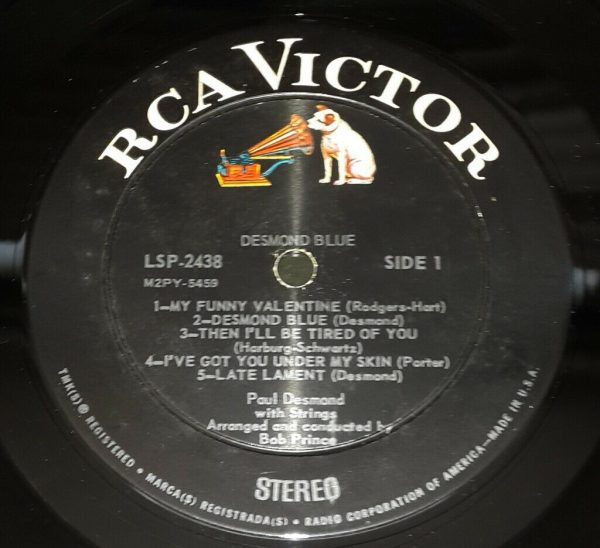 RCA VICTOR
DESMOND BLUE
LSP-2438 SIDE 1
M2PY-5459
1—MY FUNNY VALENTINE (Rodgers-Hart)
2—DESMOND BLUE (Desmond)
3—THEN I'LL BE TIRED OF YOU
(Harburg-Schwartz)
4—I'VE GOT YOU UNDER MY SKIN (Porter)
5—LATE LAMENT (Desmond)
Paul Desmond
with Strings
Arranged and conducted by
Bob Prince
STEREO
TMK(S) ® REGISTERED • MARCA(S) REGISTRADA(S) • RADIO CORPORATION OF AMERICA—MADE IN U.S.A.